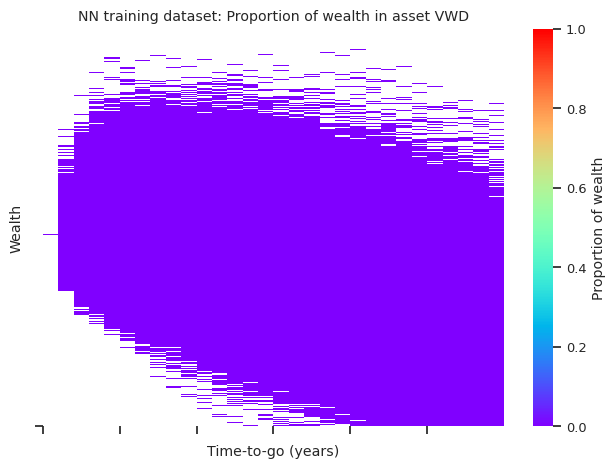 NN training dataset: Proportion of wealth in asset VWD
Wealth
Time-to-go (years)
1.0
0.8
0.6
0.4
0.2
0.0
Proportion of wealth